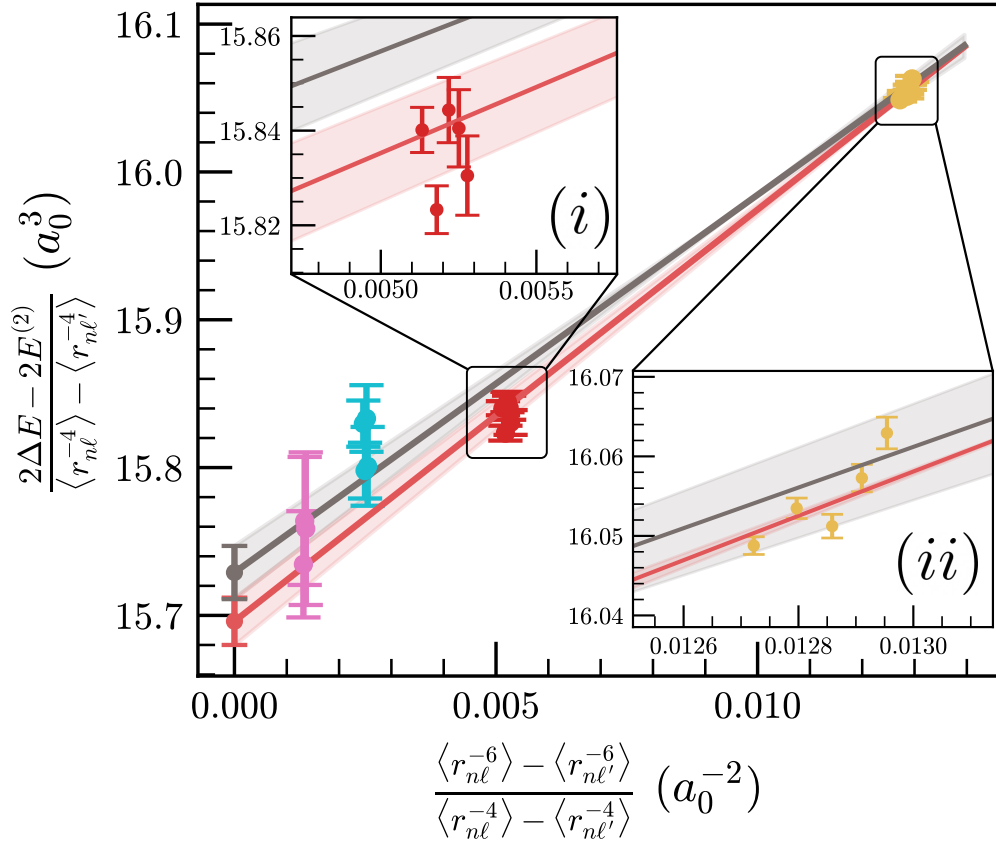 16.1
16.0
15.9
15.8
15.7
0.000
0.005
0.010
2ΔE − 2E^{(2)}
⟨r_{nℓ}^{−4}⟩ − ⟨r_{nℓ′}^{−4}⟩
(a_0^3)
⟨r_{nℓ}^{−6}⟩ − ⟨r_{nℓ′}^{−6}⟩
⟨r_{nℓ}^{−4}⟩ − ⟨r_{nℓ′}^{−4}⟩
(a_0^{−2})
15.86
15.84
15.82
0.0050
0.0055
(i)
16.07
16.06
16.05
16.04
0.0126
0.0128
0.0130
(ii)